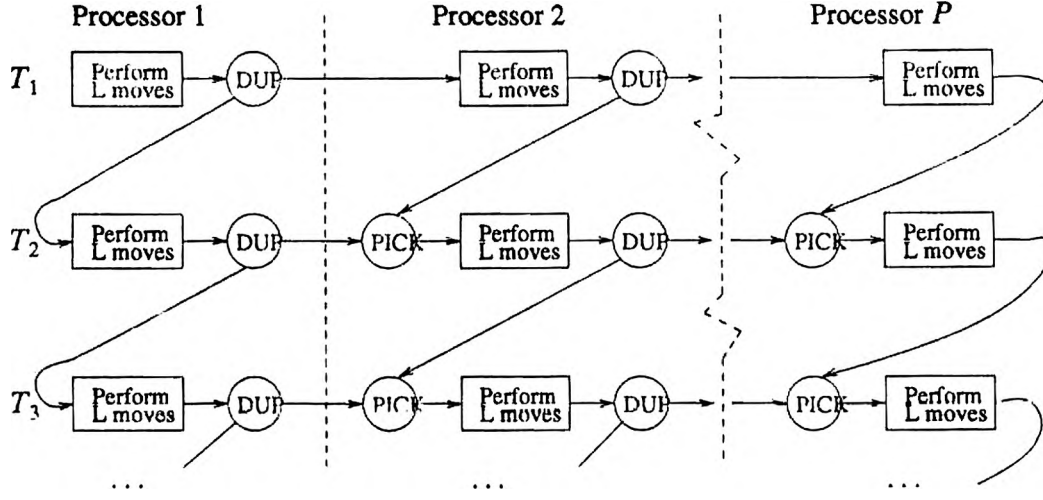 Processor 1
Processor 2
Processor P
T1
Perform
L moves
DUP
Perform
L moves
DUP
Perform
L moves
T2
Perform
L moves
DUP
PICK
Perform
L moves
DUP
PICK
Perform
L moves
T3
Perform
L moves
DUP
PICK
Perform
L moves
DUP
PICK
Perform
L moves
. . .
. . .
. . .